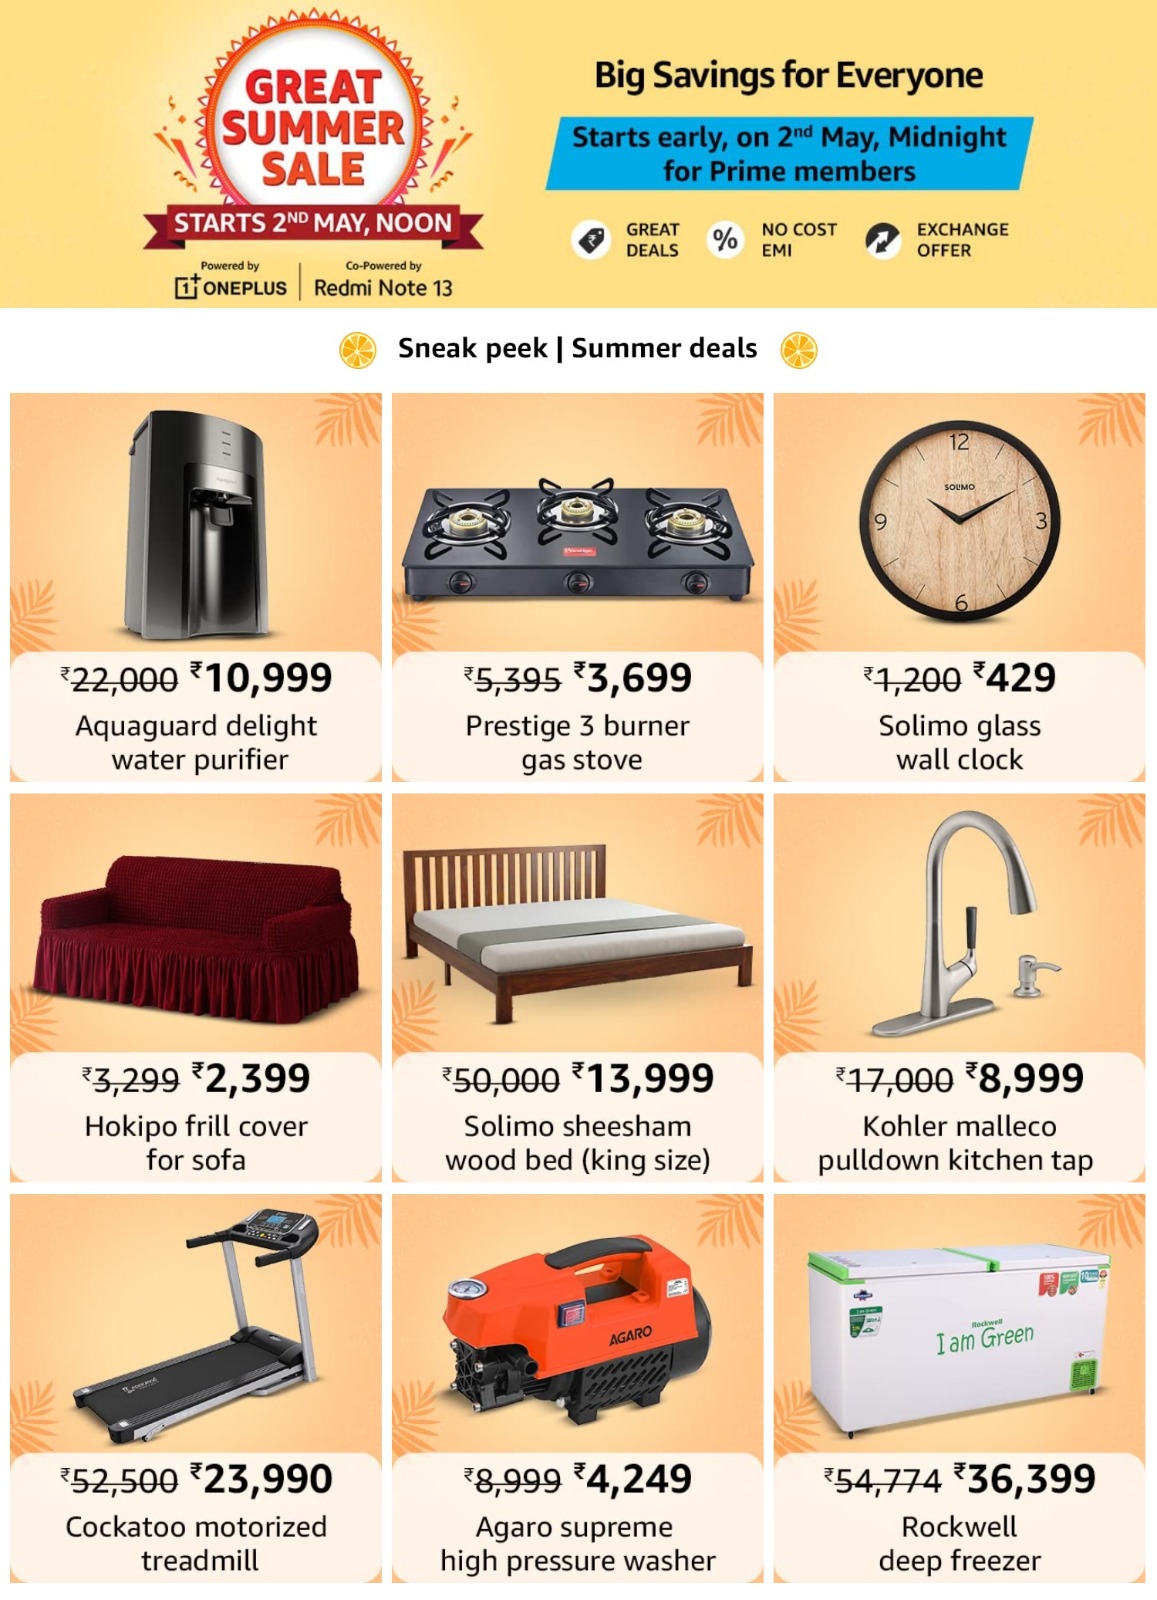 GREAT
SUMMER
SALE
STARTS 2ND MAY, NOON
Powered by
ONEPLUS
Co-Powered by
Redmi Note 13
Big Savings for Everyone
Starts early, on 2nd May, Midnight
for Prime members
GREAT
DEALS
%
NO COST
EMI
EXCHANGE
OFFER
Sneak peek | Summer deals
₹22,000 ₹10,999
Aquaguard delight
water purifier
Prestige
₹5,395 ₹3,699
Prestige 3 burner
gas stove
12
SOLIMO
9
3
6
₹1,200 ₹429
Solimo glass
wall clock
₹3,299 ₹2,399
Hokipo frill cover
for sofa
₹50,000 ₹13,999
Solimo sheesham
wood bed (king size)
₹17,000 ₹8,999
Kohler malleco
pulldown kitchen tap
₹52,500 ₹23,990
Cockatoo motorized
treadmill
AGARO
₹8,999 ₹4,249
Agaro supreme
high pressure washer
Rockwell
I am Green
₹54,774 ₹36,399
Rockwell
deep freezer